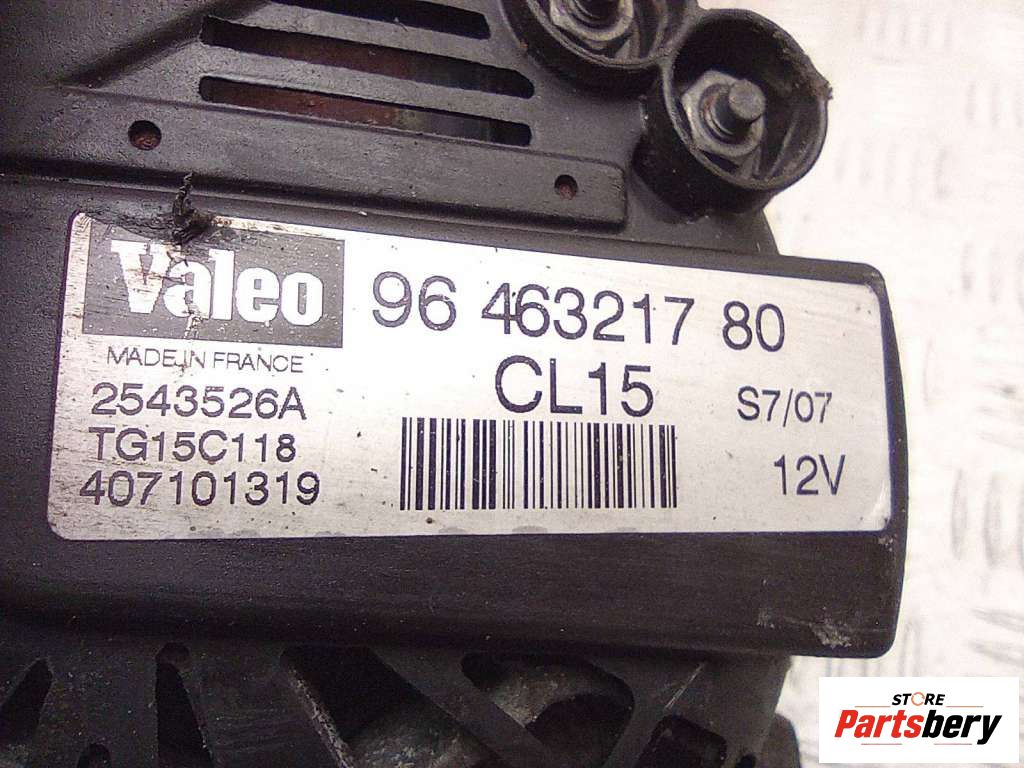 Valeo
96 463217 80
MADE IN FRANCE
CL15
2543526A
S7/07
TG15C118
12V
407101319
STORE
Partsbery